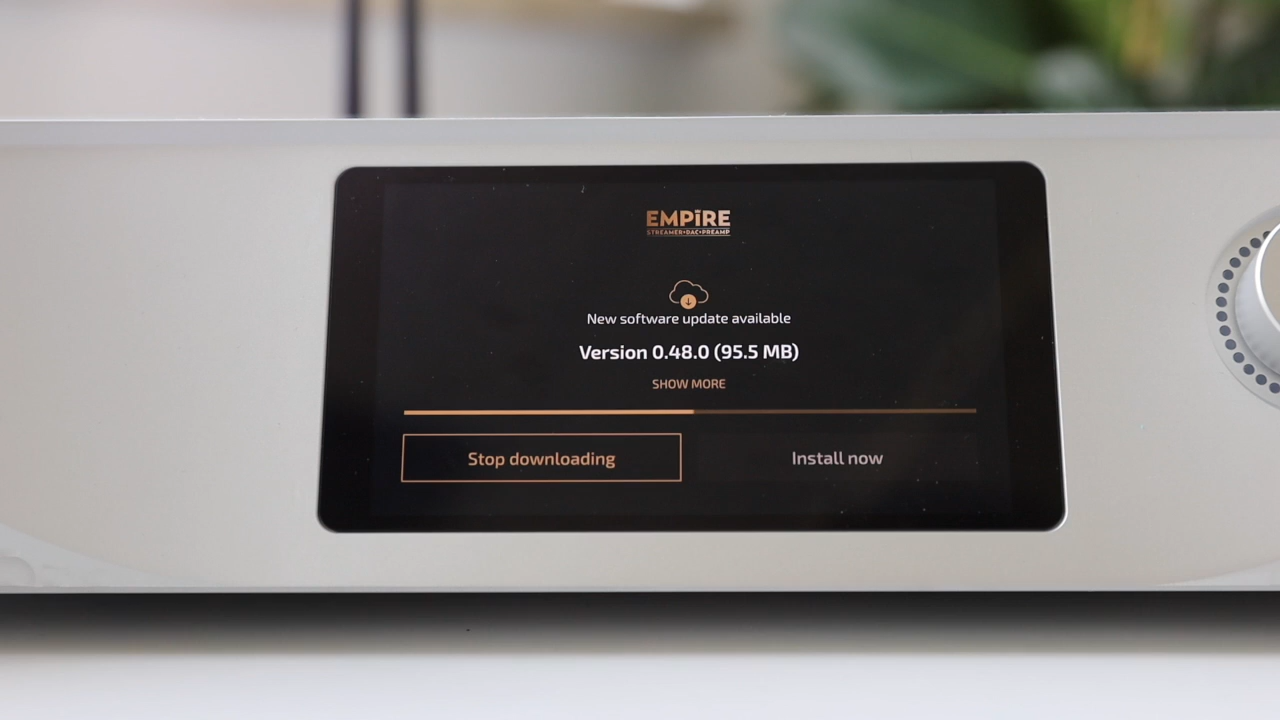 EMPIRE
STREAMER•DAC•PREAMP
New software update available
Version 0.48.0 (95.5 MB)
SHOW MORE
Stop downloading
Install now